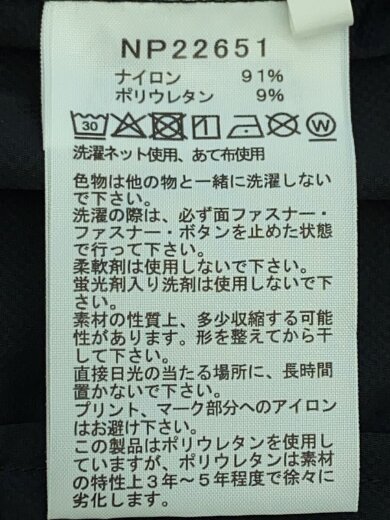 NP22651
ナイロン 91%
ポリウレタン 9%
30 W
洗濯ネット使用、あて布使用
色物は他の物と一緒に洗濯しない
で下さい。
洗濯の際は、必ず面ファスナー・
ファスナー・ボタンを止めた状態
で行って下さい。
柔軟剤は使用しないで下さい。
蛍光剤入り洗剤は使用しないで下
さい。
素材の性質上、多少収縮する可能
性があります。形を整えてから干
して下さい。
直接日光の当たる場所に、長時間
置かないで下さい。
プリント、マーク部分へのアイロン
はお避け下さい。
この製品はポリウレタンを使用し
ていますが、ポリウレタンは素材
の特性上3年～5年程度で徐々に
劣化します。